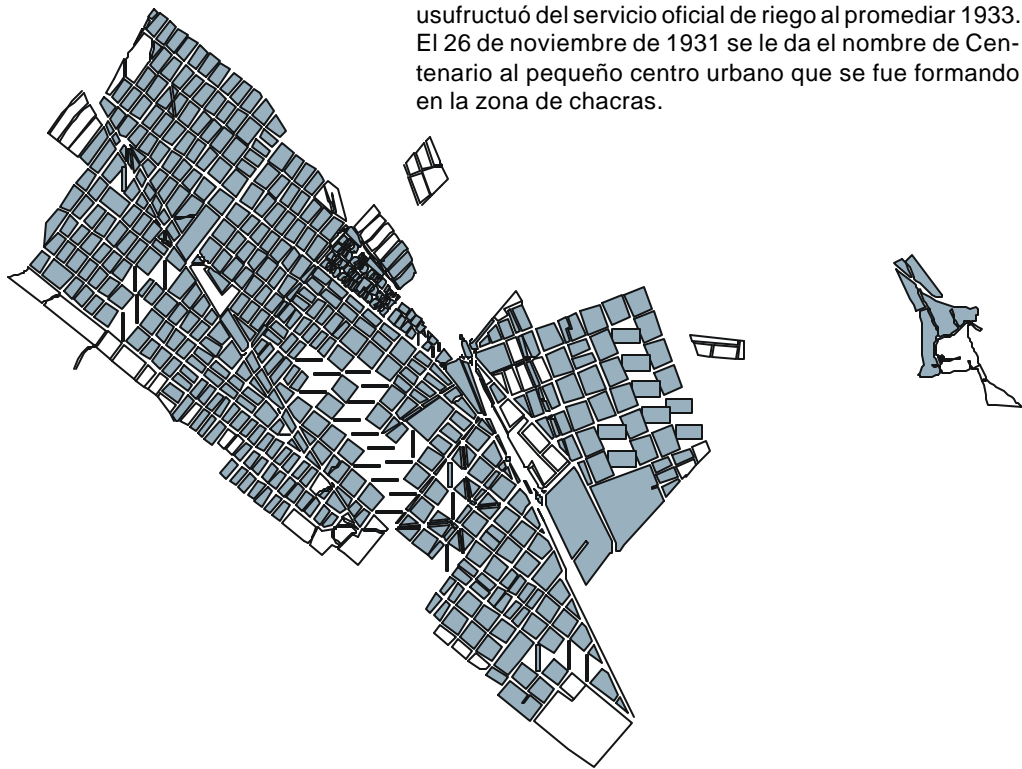 usufructuó del servicio oficial de riego al promediar 1933.
El 26 de noviembre de 1931 se le da el nombre de Cen-
tenario al pequeño centro urbano que se fue formando
en la zona de chacras.